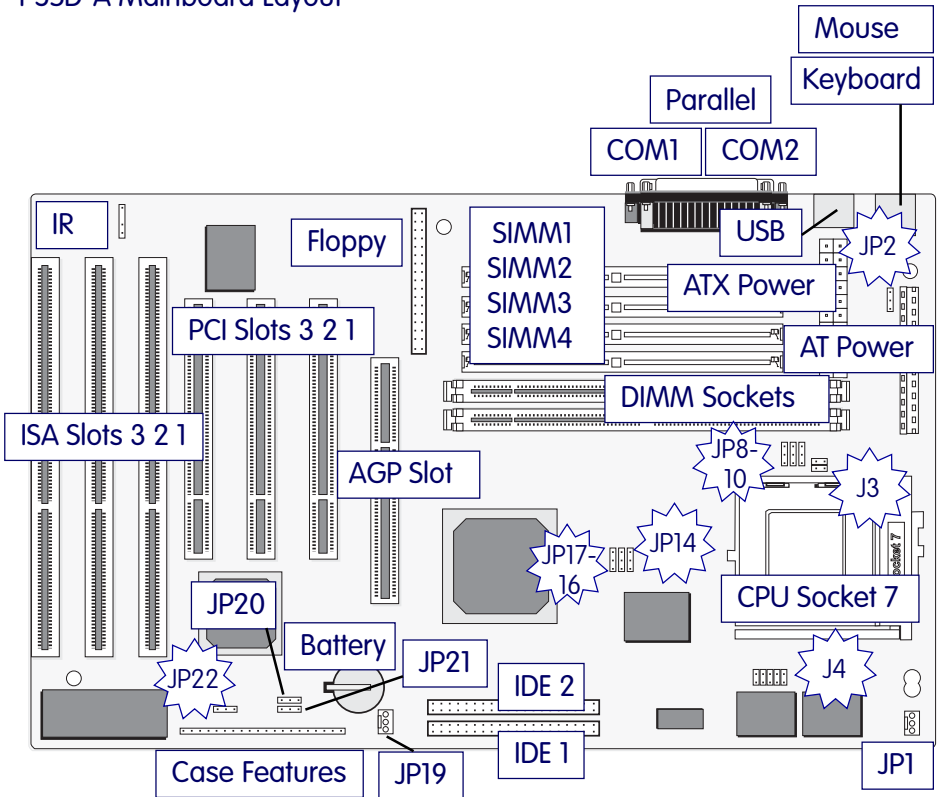 P5SD-A Mainboard Layout
Mouse
Keyboard
Parallel
COM1
COM2
IR
Floppy
SIMM1
SIMM2
SIMM3
SIMM4
USB
JP2
ATX Power
PCI Slots 3 2 1
AT Power
DIMM Sockets
ISA Slots 3 2 1
AGP Slot
JP8-
10
J3
JP17-
16
JP14
ocket 7
CPU Socket 7
JP20
Battery
JP21
JP22
J4
IDE 2
IDE 1
Case Features
JP19
JP1